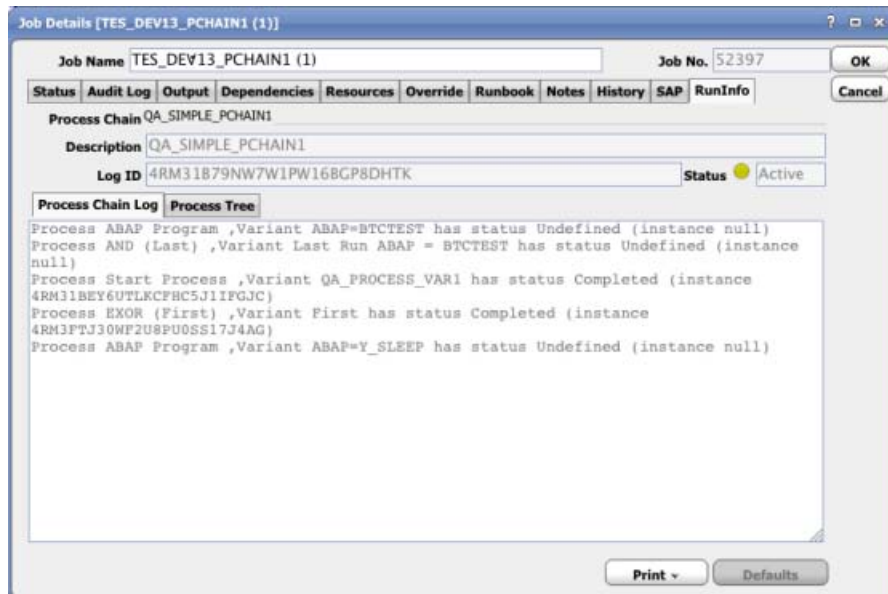 Job Details [TES_DEV13_PCHAIN1 (1)]
Job Name TES_DEV13_PCHAIN1 (1) Job No. 52397 OK
Status Audit Log Output Dependencies Resources Override Runbook Notes History SAP RunInfo Cancel
Process Chain QA_SIMPLE_PCHAIN1
Description QA_SIMPLE_PCHAIN1
Log ID 4RM31B79NW7W1PW16BGP8DHTK Status Active
Process Chain Log Process Tree
Process ABAP Program ,Variant ABAP=BTCTEST has status Undefined (instance null)
Process AND (Last) ,Variant Last Run ABAP = BTCTEST has status Undefined (instance
null)
Process Start Process ,Variant QA_PROCESS_VAR1 has status Completed (instance
4RM31BEY6UTLKCFHC5J1IFGJC)
Process EXOR (First) ,Variant First has status Completed (instance
4RM3FTJ30WF2U8PU0SS17J4AG)
Process ABAP Program ,Variant ABAP=Y_SLEEP has status Undefined (instance null)
Print Defaults